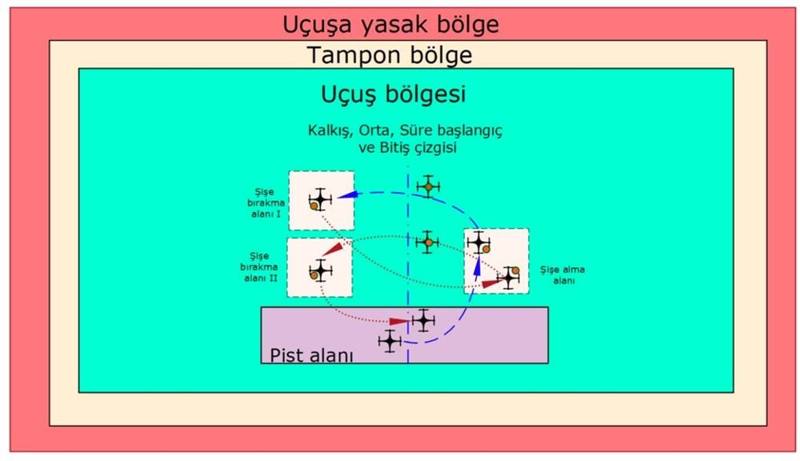 Uçuşa yasak bölge
Tampon bölge
Uçuş bölgesi
Kalkış, Orta, Süre başlangıç
ve Bitiş çizgisi
Şişe
bırakma
alanı I
Şişe
bırakma
alanı II
Şişe alma
alanı
Pist alanı